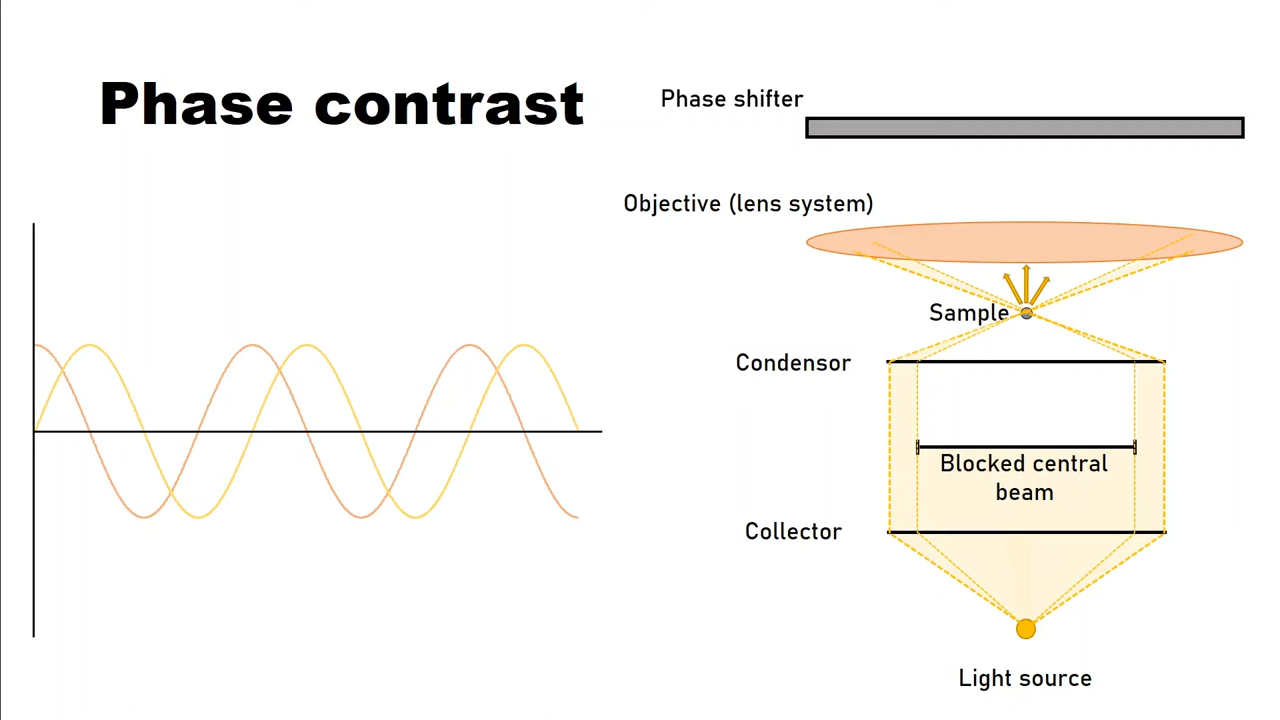 Phase contrast
Phase shifter
Objective (lens system)
Sample
Condensor
Blocked central
beam
Collector
Light source